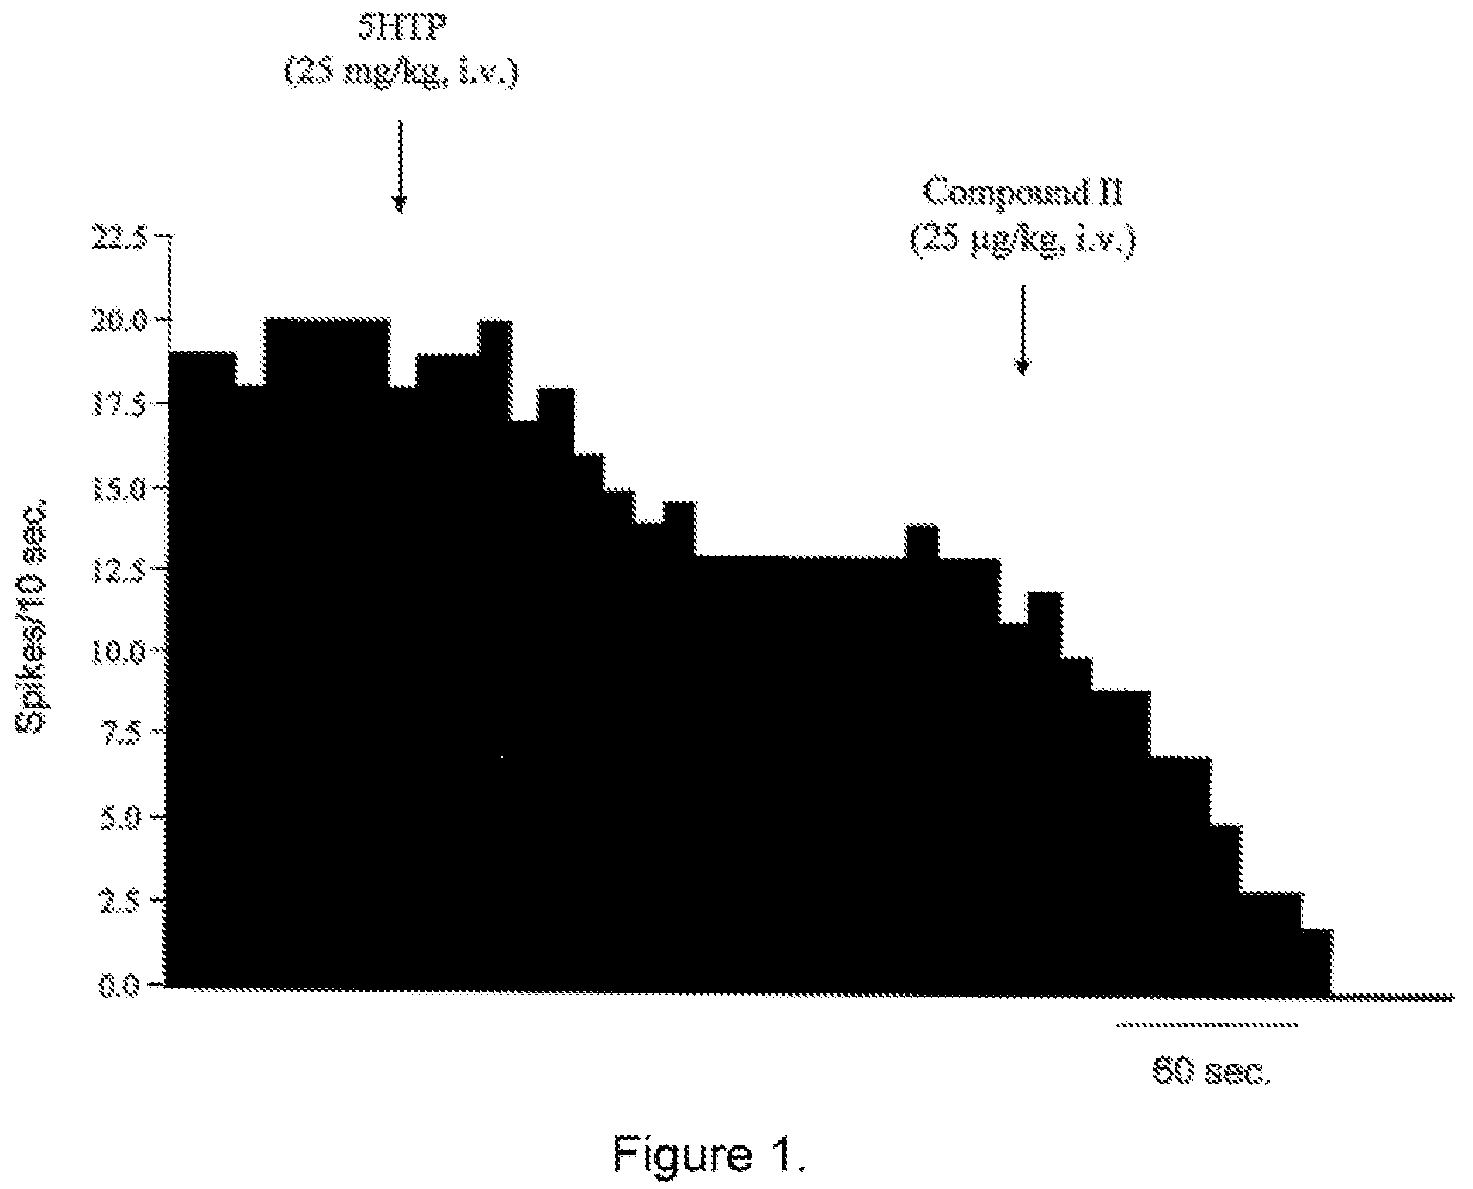 5HTP
(25 mg/kg, i.v.)
Compound II
(25 µg/kg, i.v.)
22.5
20.0
17.5
15.0
12.5
10.0
7.5
5.0
2.5
0.0
Spikes/10 sec.
60 sec.
Figure 1.